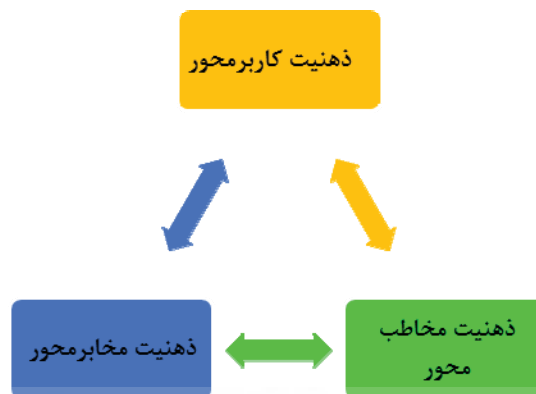 ذهنیت کاربرمحور
ذهنیت مخاطب
محور
ذهنیت مخابرمحور